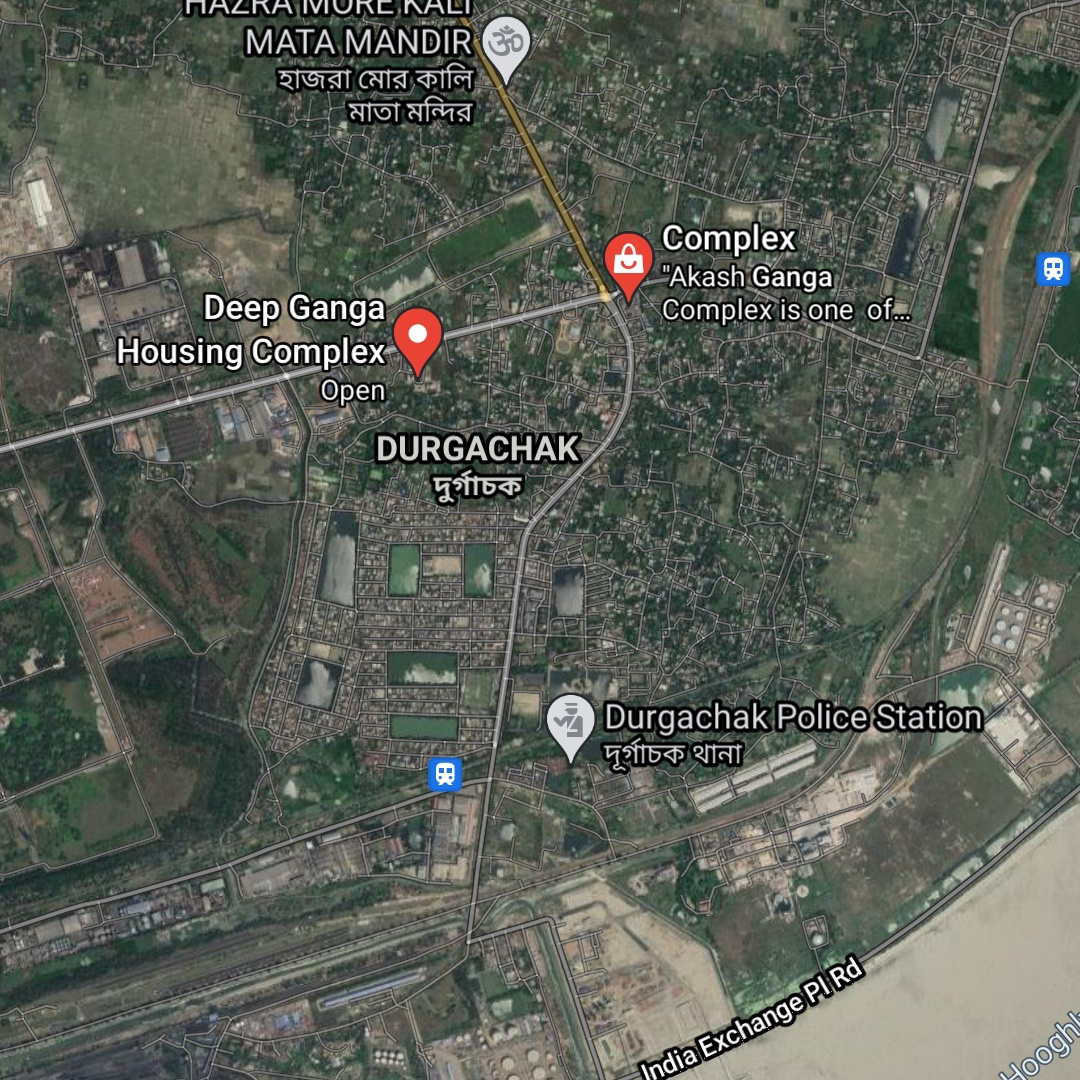 HAZRA MORE KALI
MATA MANDIR
হাজরা মোর কালি
মাতা মন্দির
Complex
"Akash Ganga
Complex is one of...
Deep Ganga
Housing Complex
Open
DURGACHAK
দুর্গাচক
Durgachak Police Station
দূর্গাচক থানা
India Exchange Pl Rd